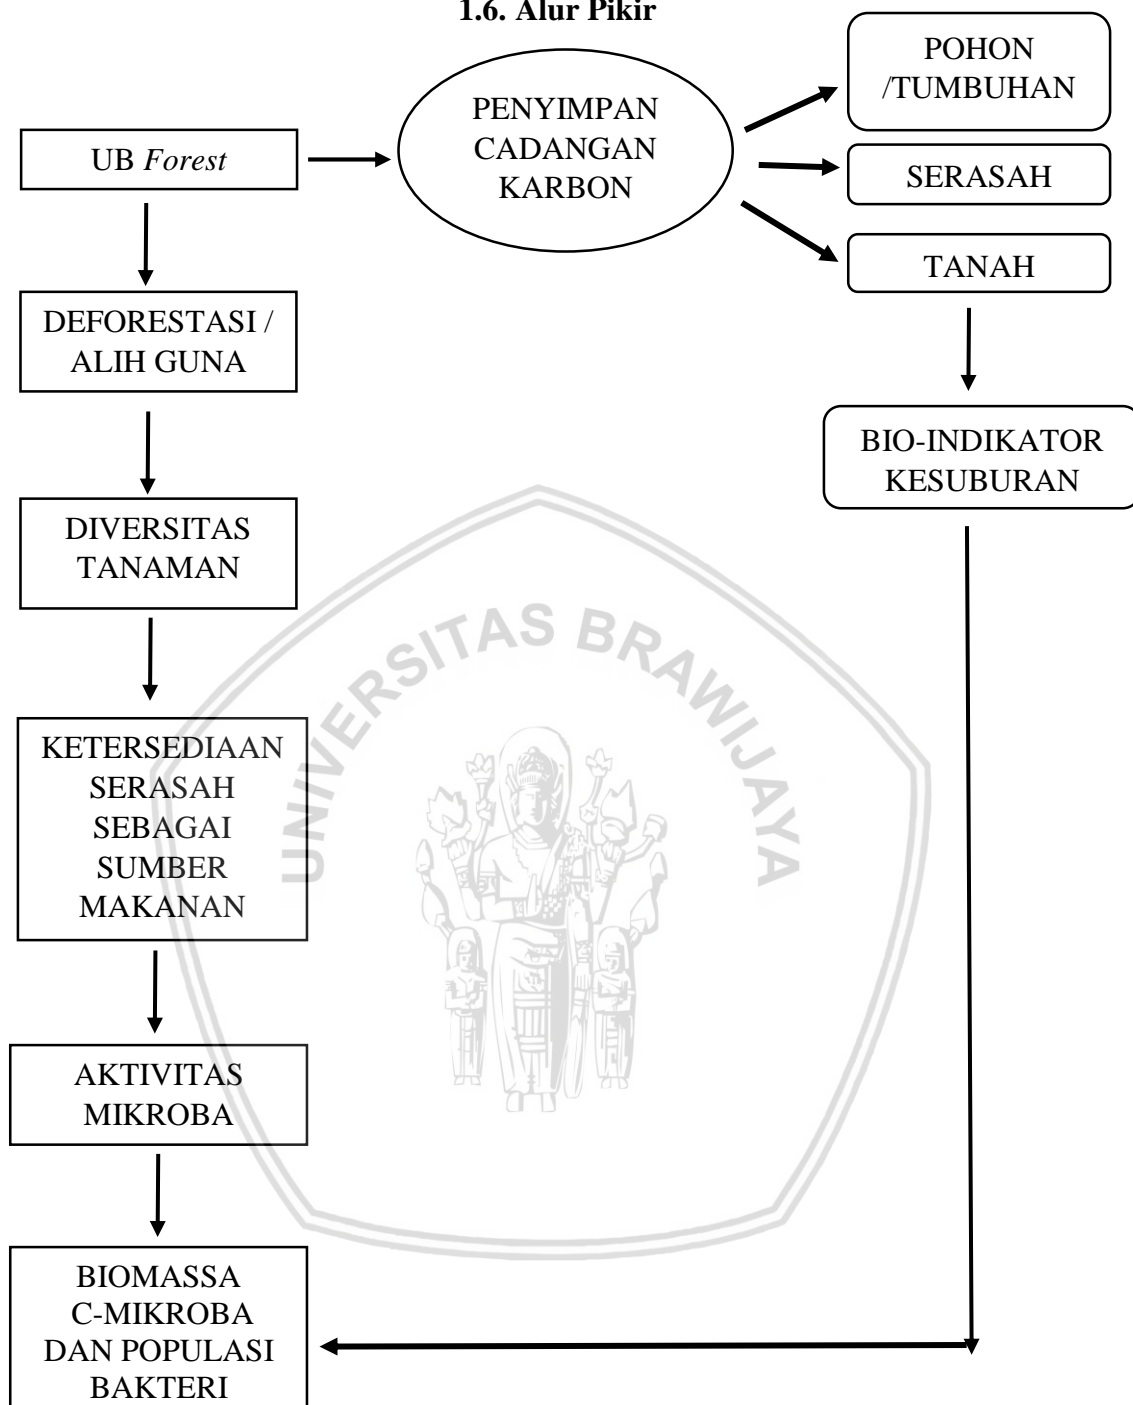 1.6. Alur Pikir
UB Forest
PENYIMPAN
CADANGAN
KARBON
POHON
/TUMBUHAN
SERASAH
TANAH
DEFORESTASI /
ALIH GUNA
BIO-INDIKATOR
KESUBURAN
DIVERSITAS
TANAMAN
KETERSEDIAAN
SERASAH
SEBAGAI
SUMBER
MAKANAN
AKTIVITAS
MIKROBA
BIOMASSA
C-MIKROBA
DAN POPULASI
BAKTERI
UNIVERSITAS BRAWIJAYA